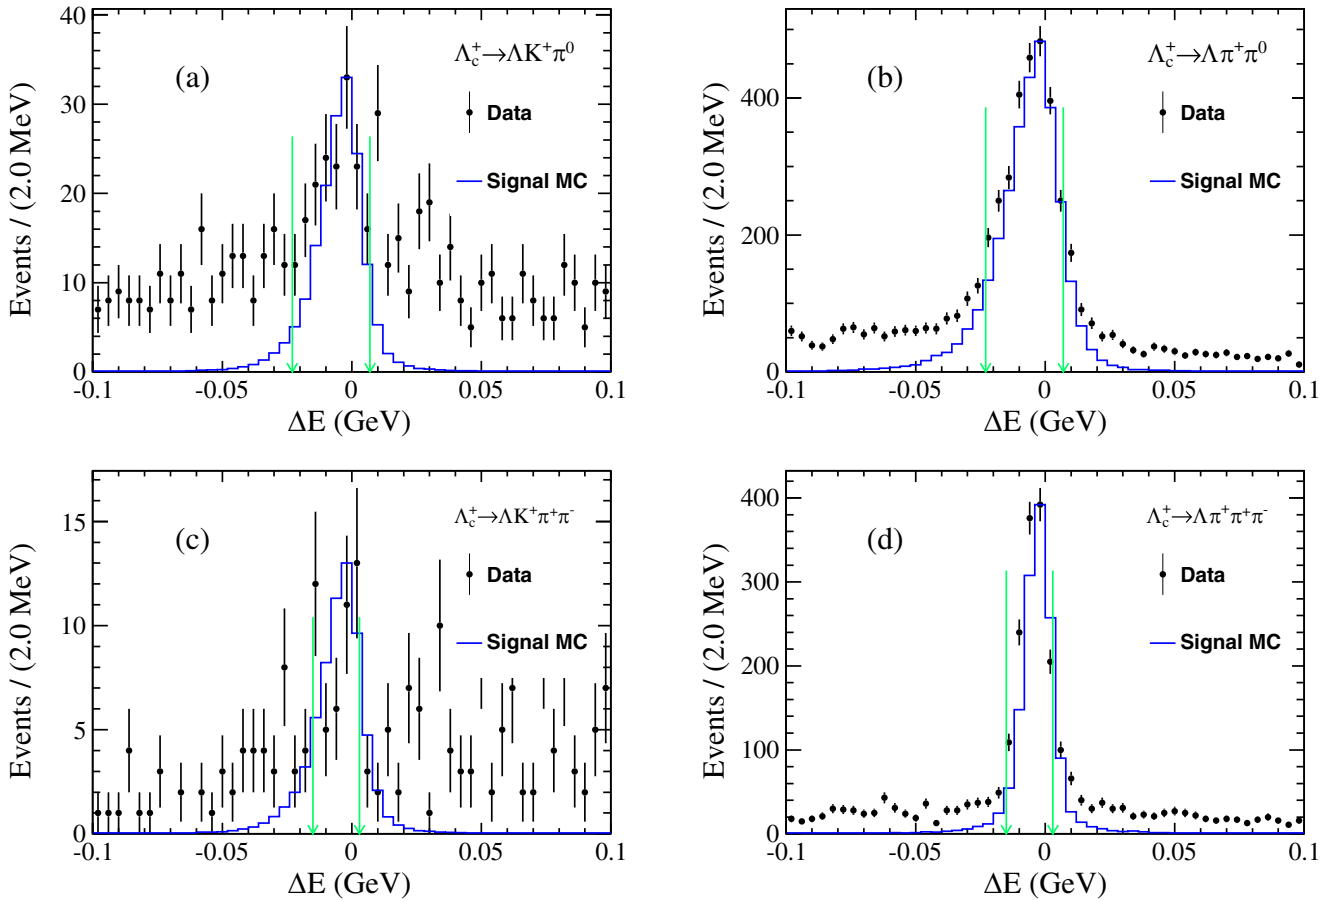 Λc+→ΛK+π0
(a)
Data
Signal MC
Events / (2.0 MeV)
40
30
20
10
0
-0.1
-0.05
0
0.05
0.1
ΔE (GeV)
Λc+→Λπ+π0
(b)
Data
Signal MC
Events / (2.0 MeV)
400
200
0
-0.1
-0.05
0
0.05
0.1
ΔE (GeV)
Λc+→ΛK+π+π-
(c)
Data
Signal MC
Events / (2.0 MeV)
15
10
5
0
-0.1
-0.05
0
0.05
0.1
ΔE (GeV)
Λc+→Λπ+π+π-
(d)
Data
Signal MC
Events / (2.0 MeV)
400
300
200
100
0
-0.1
-0.05
0
0.05
0.1
ΔE (GeV)